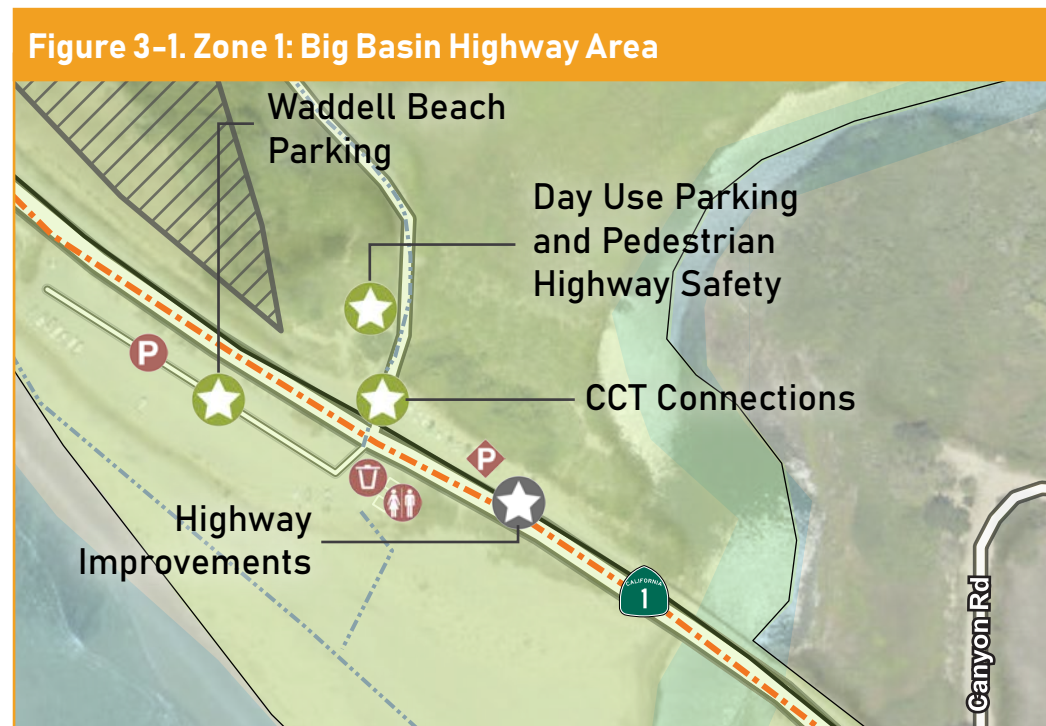 Figure 3-1. Zone 1: Big Basin Highway Area
Waddell Beach
Parking
Day Use Parking
and Pedestrian
Highway Safety
P
CCT Connections
P
Highway
Improvements
CALIFORNIA
1
Canyon Rd